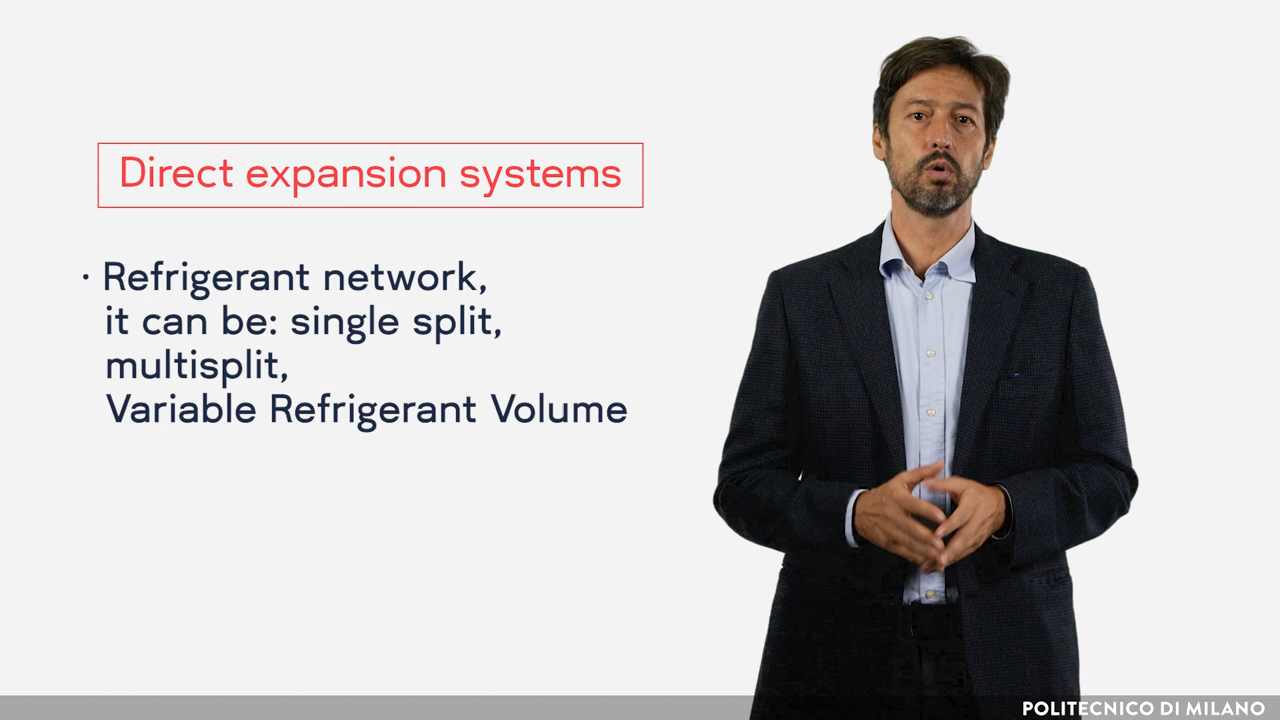 Direct expansion systems
· Refrigerant network,
it can be: single split,
multisplit,
Variable Refrigerant Volume
POLITECNICO DI MILANO